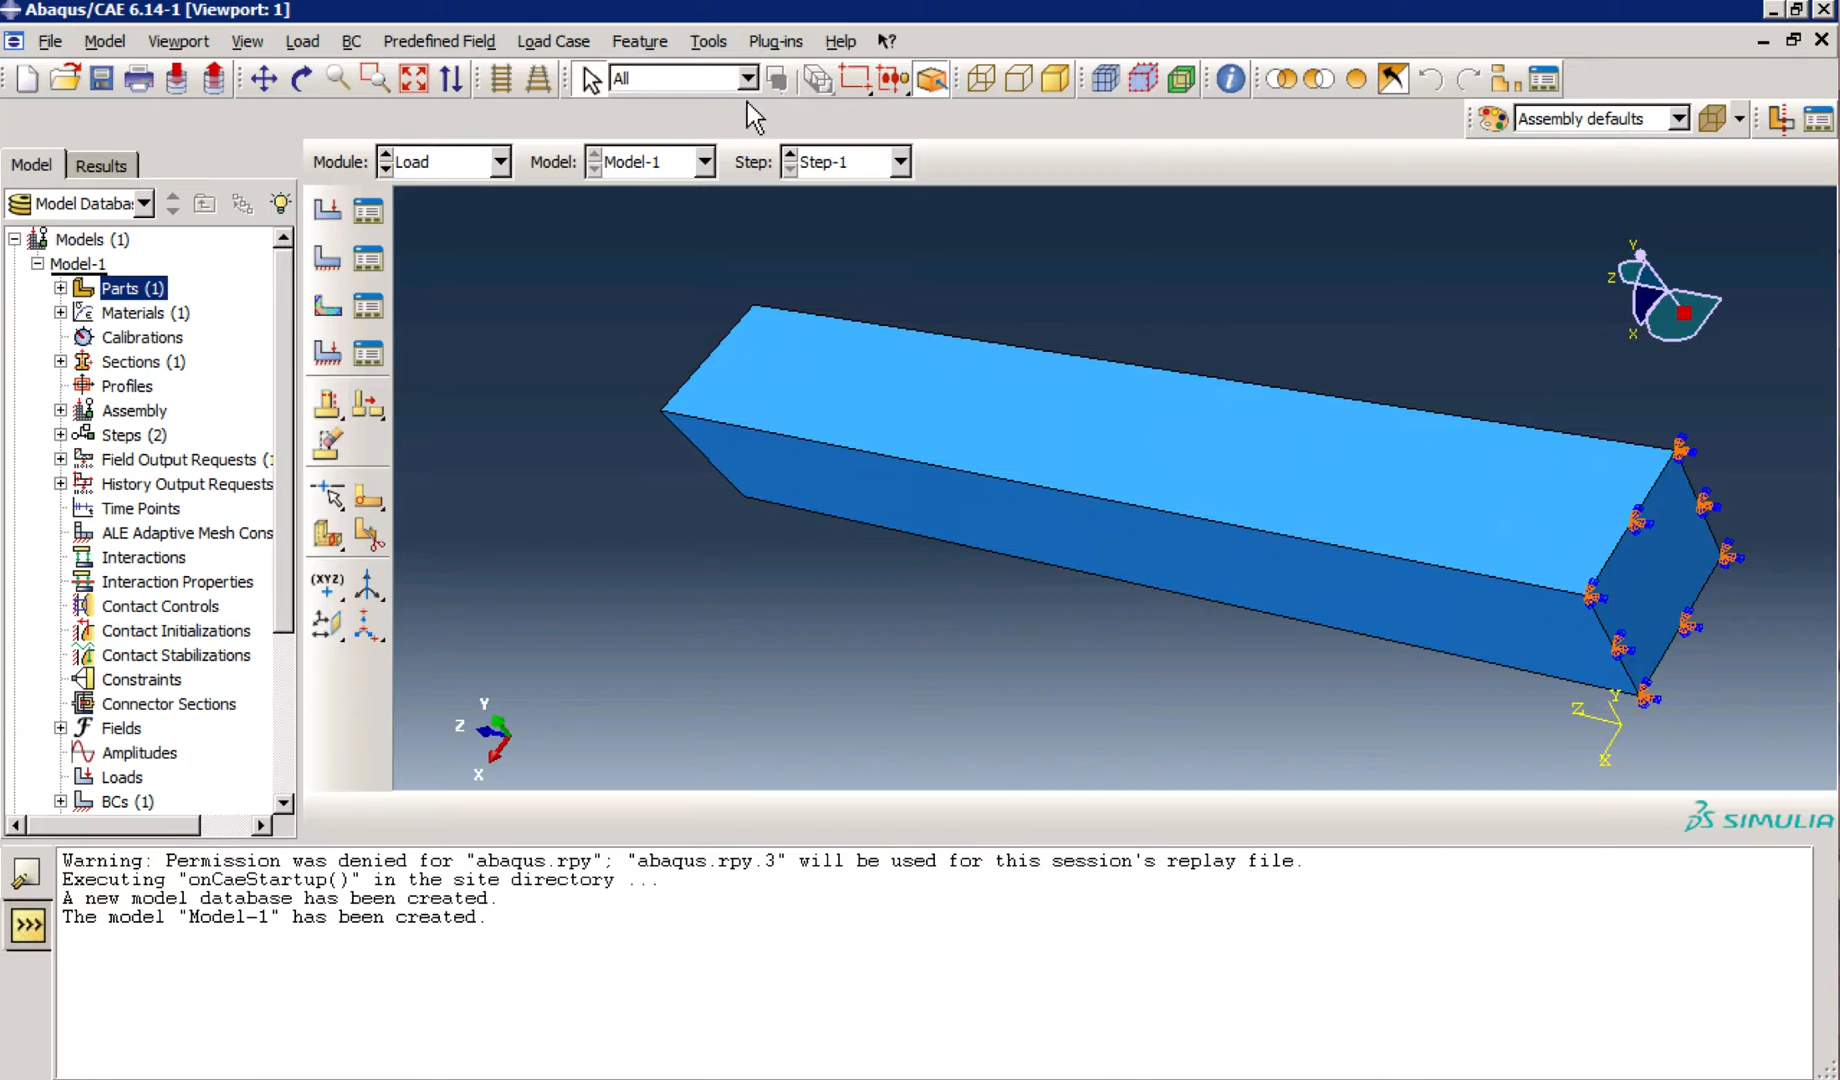 Abaqus/CAE 6.14-1 [Viewport: 1]
File Model Viewport View Load BC Predefined Field Load Case Feature Tools Plug-ins Help ?
All
Assembly defaults
Model Results
Module: Load Model: Model-1 Step: Step-1
Model Databa
Models (1)
Model-1
Parts (1)
Materials (1)
Calibrations
Sections (1)
Profiles
Assembly
Steps (2)
Field Output Requests (
History Output Requests
Time Points
ALE Adaptive Mesh Cons
Interactions
Interaction Properties
Contact Controls
Contact Initializations
Contact Stabilizations
Constraints
Connector Sections
Fields
Amplitudes
Loads
BCs (1)
(XYZ)
Y
Z
X
Y
Z
X
Y
Z
X
SIMULIA
Warning: Permission was denied for "abaqus.rpy"; "abaqus.rpy.3" will be used for this session's replay file.
Executing "onCaeStartup()" in the site directory ...
A new model database has been created.
The model "Model-1" has been created.
>>>